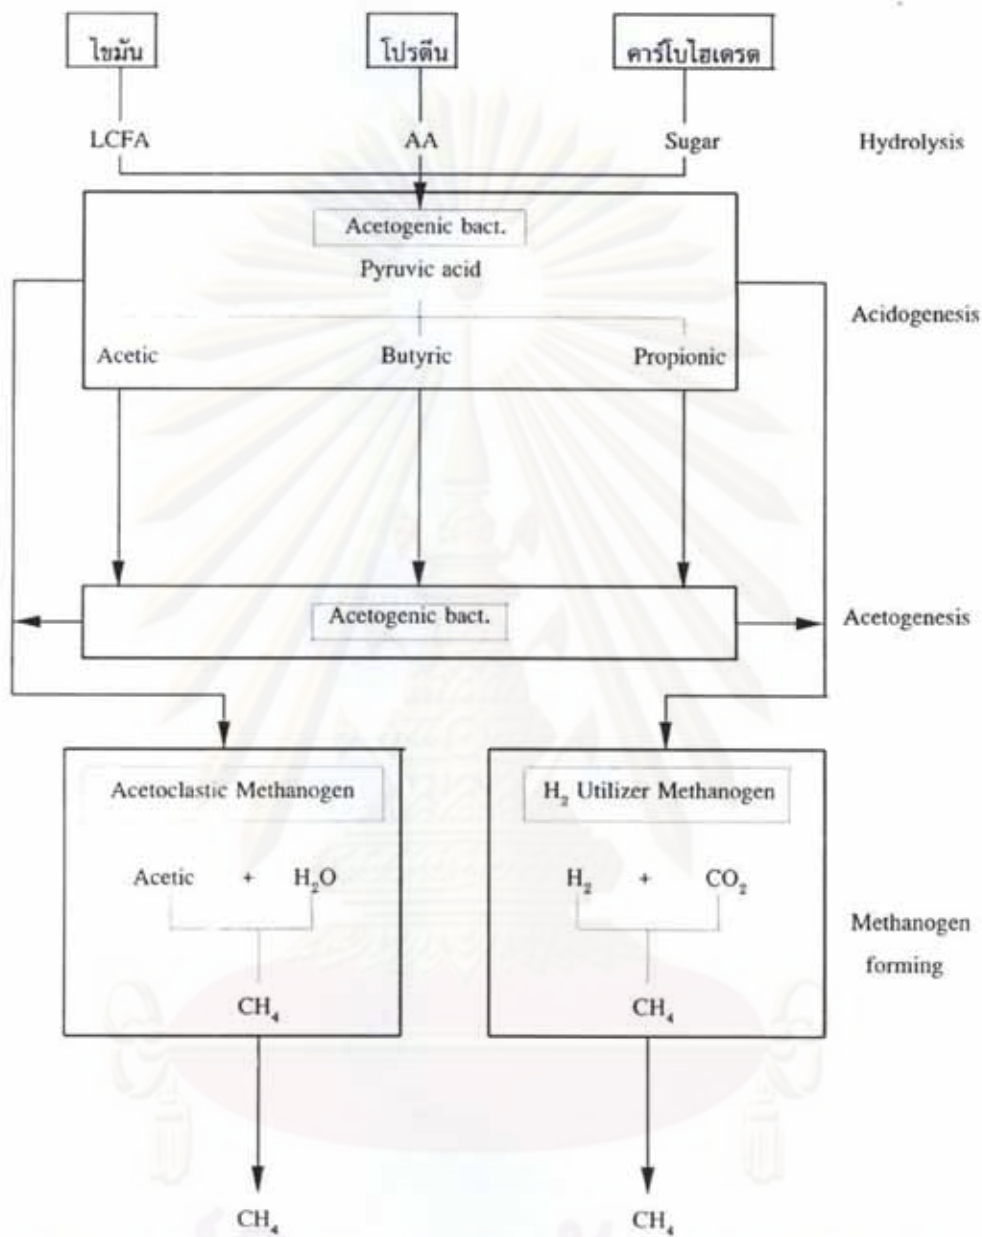 ไขมัน โปรตีน คาร์โบไฮเดรต
LCFA AA Sugar Hydrolysis
Acetogenic bact.
Pyruvic acid
Acidogenesis
Acetic Butyric Propionic
Acetogenic bact. Acetogenesis
Acetoclastic Methanogen H₂ Utilizer Methanogen
Acetic + H₂O H₂ + CO₂
Methanogen
forming
CH₄ CH₄
CH₄ CH₄